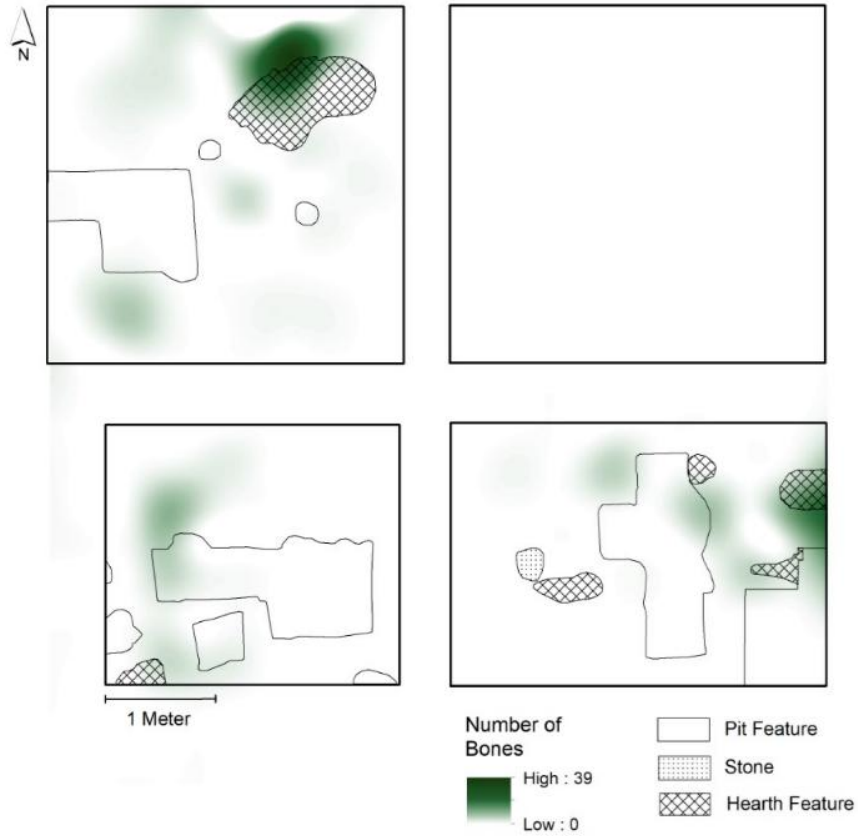 N
1 Meter
Number of
Bones
High : 39
Low : 0
Pit Feature
Stone
Hearth Feature